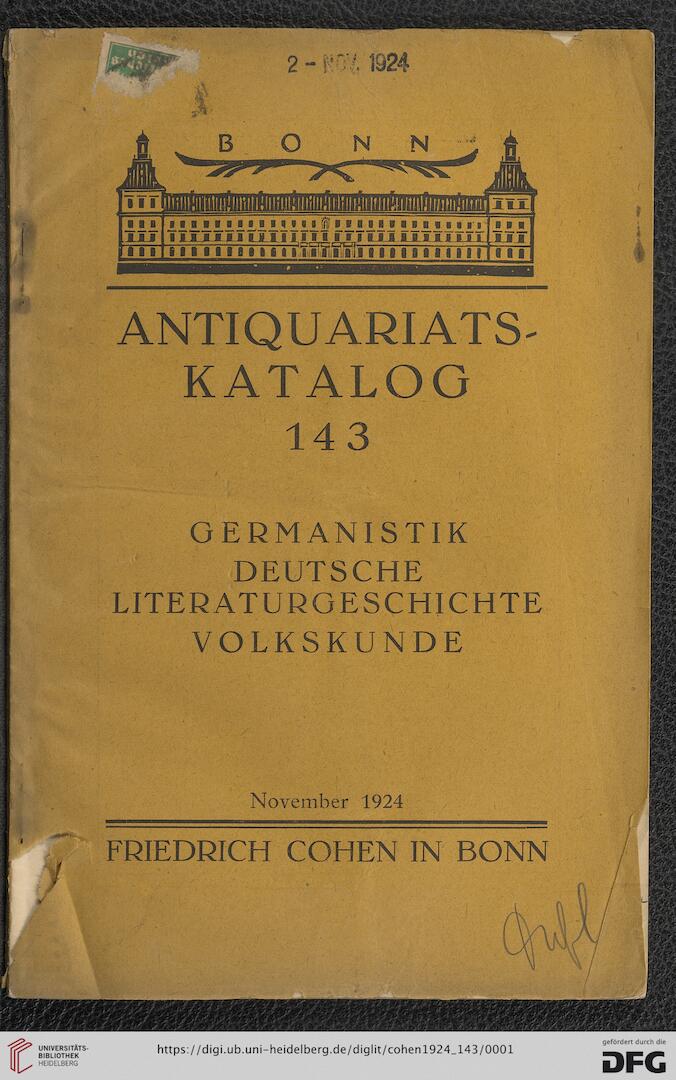 2 - NOV. 1924
BONN
ANTIQUARIATS-
KATALOG
143
GERMANISTIK
DEUTSCHE
LITERATURGESCHICHTE
VOLKSKUNDE
November 1924
FRIEDRICH COHEN IN BONN
UNIVERSITÄTS-
BIBLIOTHEK
HEIDELBERG
https://digi.ub.uni-heidelberg.de/diglit/cohen1924_143/0001
gefördert durch die
DFG